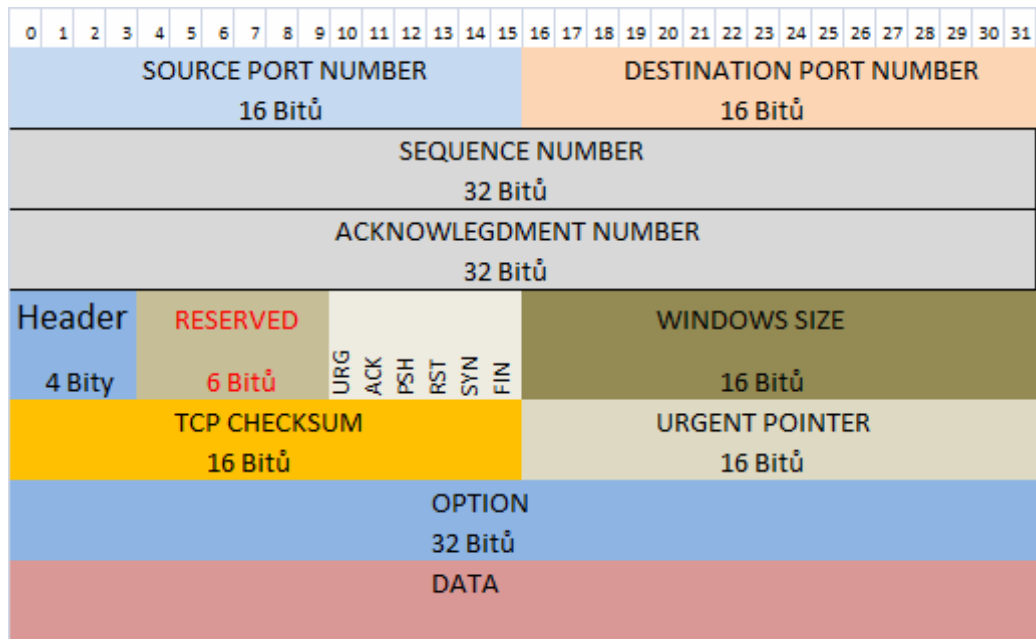 0 1 2 3 4 5 6 7 8 9 10 11 12 13 14 15 16 17 18 19 20 21 22 23 24 25 26 27 28 29 30 31
SOURCE PORT NUMBER DESTINATION PORT NUMBER
16 Bitů 16 Bitů
SEQUENCE NUMBER
32 Bitů
ACKNOWLEGDMENT NUMBER
32 Bitů
Header RESERVED WINDOWS SIZE
4 Bity 6 Bitů URG ACK PSH RST SYN FIN 16 Bitů
TCP CHECKSUM URGENT POINTER
16 Bitů 16 Bitů
OPTION
32 Bitů
DATA